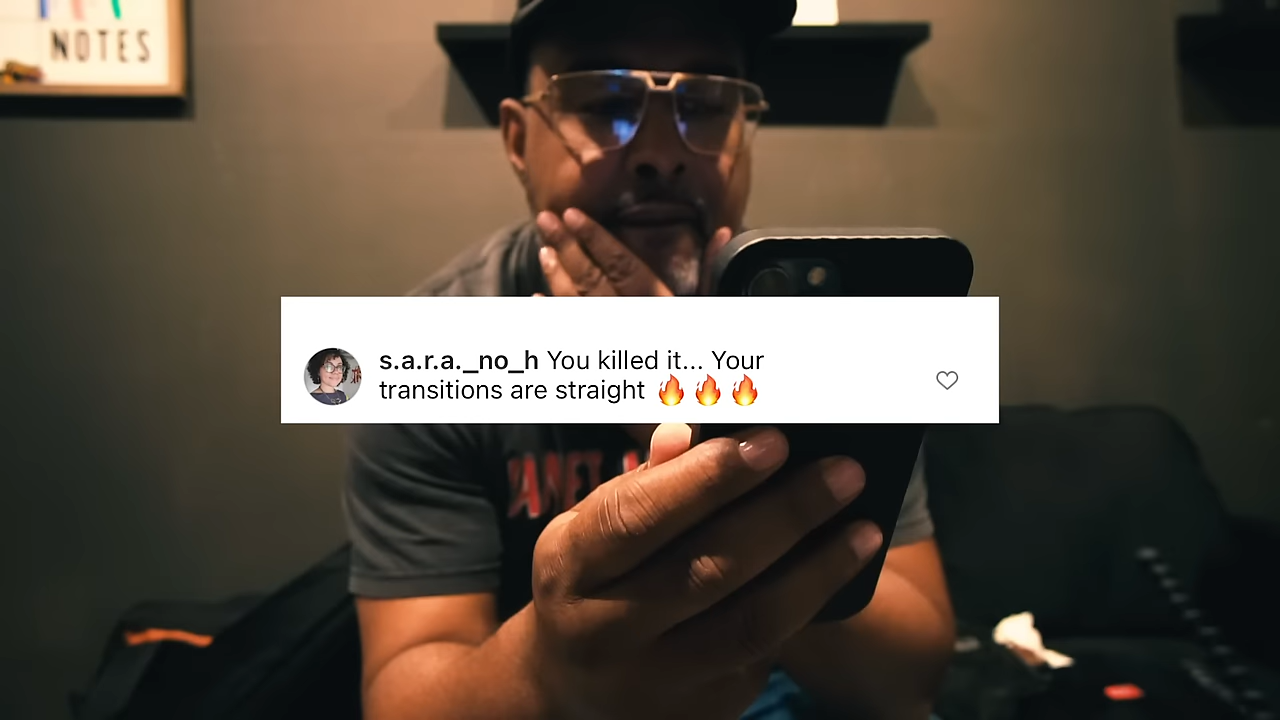 NOTES
s.a.r.a._no_h You killed it... Your
transitions are straight 🔥🔥🔥